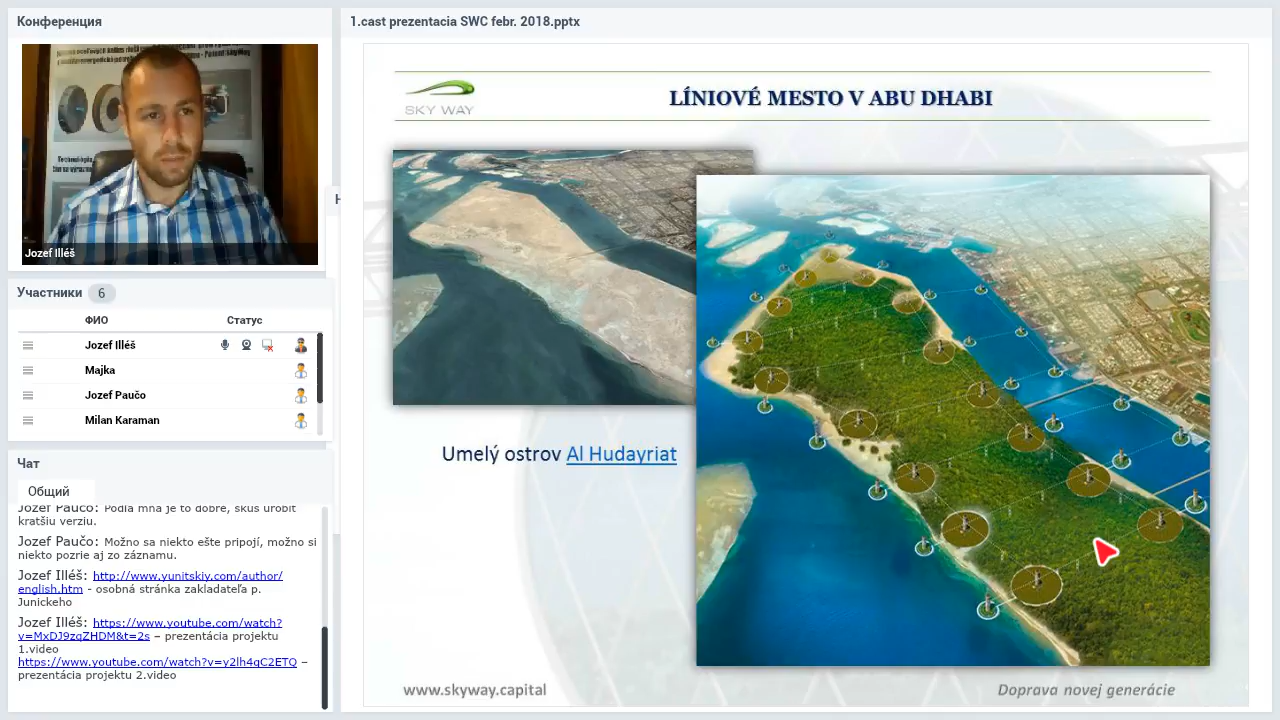 Конференция
Jozef Illéš
Участники 6
ФИО Статус
Jozef Illéš
Majka
Jozef Paučo
Milan Karaman
Чат
Общий
Jozef Paučo: Podľa mňa je to dobré, skús urobiť
kratšiu verziu.
Jozef Paučo: Možno sa niekto ešte pripojí, možno si
niekto pozrie aj zo záznamu.
Jozef Illéš: http://www.yunitskiy.com/author/
english.htm - osobná stránka zakladateľa p.
Junickeho
Jozef Illéš: https://www.youtube.com/watch?
v=MxDJ9zqZHDM&t=2s – prezentácia projektu
1.video
https://www.youtube.com/watch?v=y2lh4qC2ETQ –
prezentácia projektu 2.video
1.cast prezentacia SWC febr. 2018.pptx
SKY WAY
LÍNIOVÉ MESTO V ABU DHABI
Umelý ostrov Al Hudayriat
www.skyway.capital
Doprava novej generácie